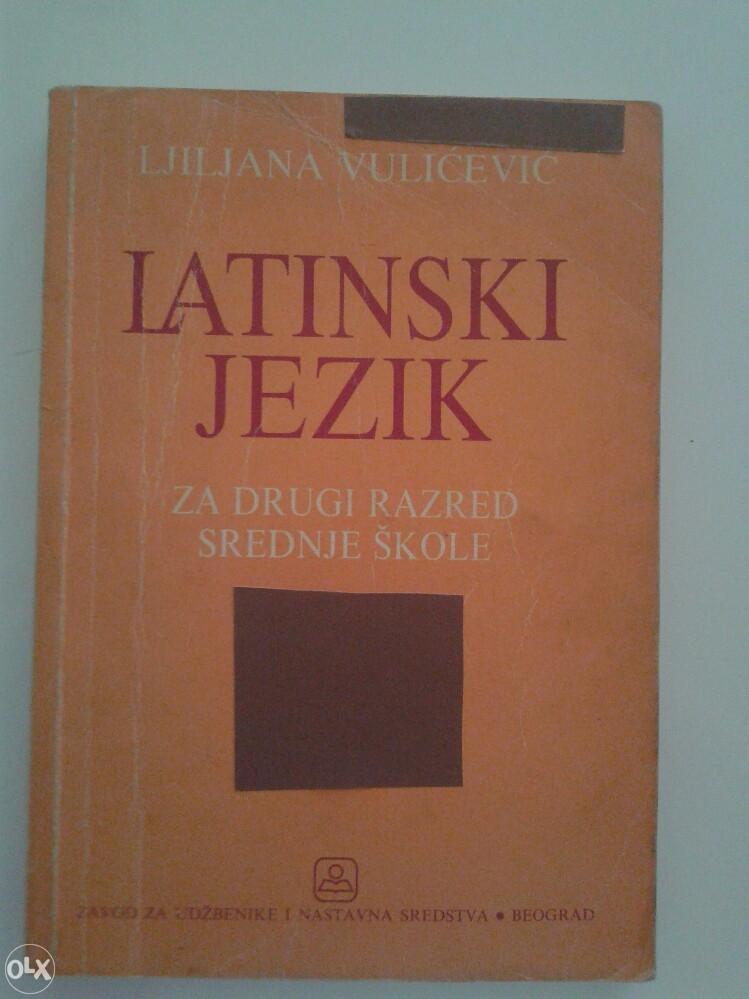 LJILJANA VULIĆEVIĆ
LATINSKI
JEZIK
ZA DRUGI RAZRED
SREDNJE ŠKOLE
ZAVOD ZA UDŽBENIKE I NASTAVNA SREDSTVA • BEOGRAD
OLX